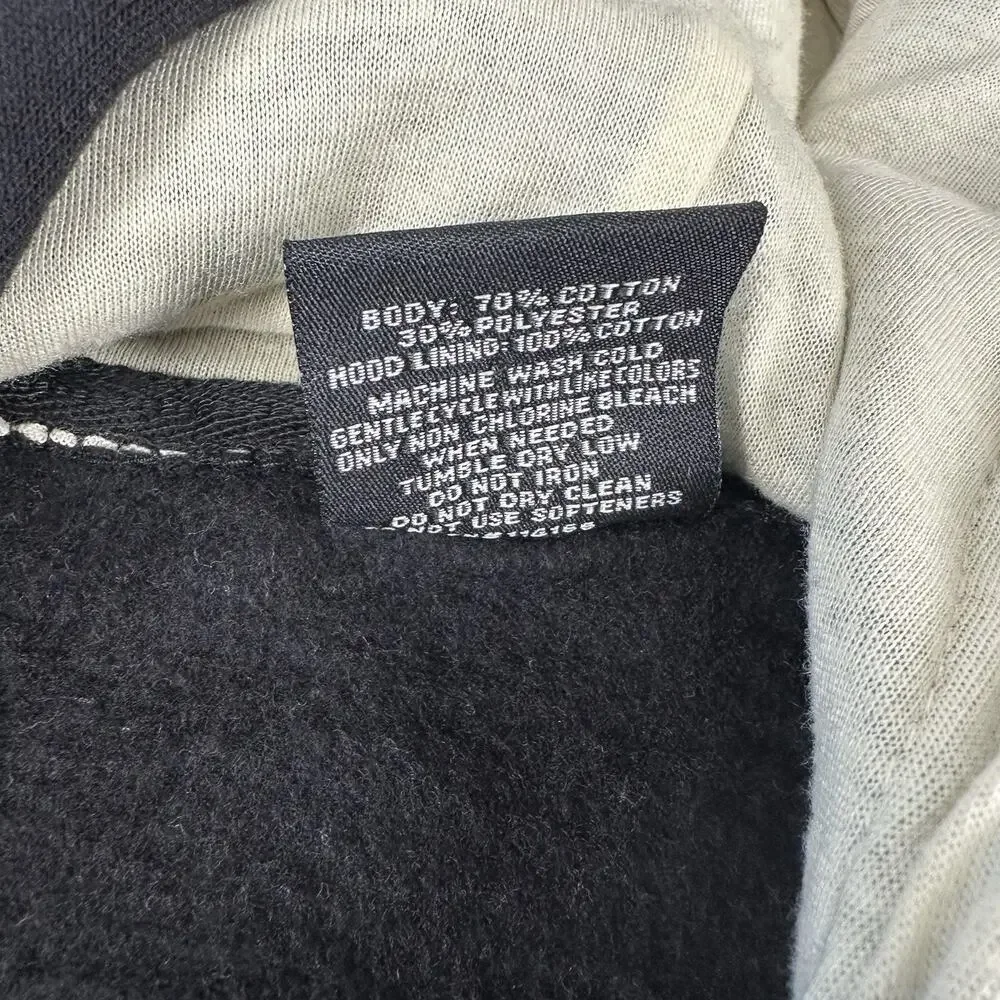 BODY: 70% COTTON
30% POLYESTER
HOOD LINING: 100% COTTON
MACHINE WASH COLD
GENTLE CYCLE WITH LIKE COLORS
ONLY NON CHLORINE BLEACH
WHEN NEEDED
TUMBLE DRY LOW
DO NOT IRON
DO NOT DRY CLEAN
DO NOT USE SOFTENERS